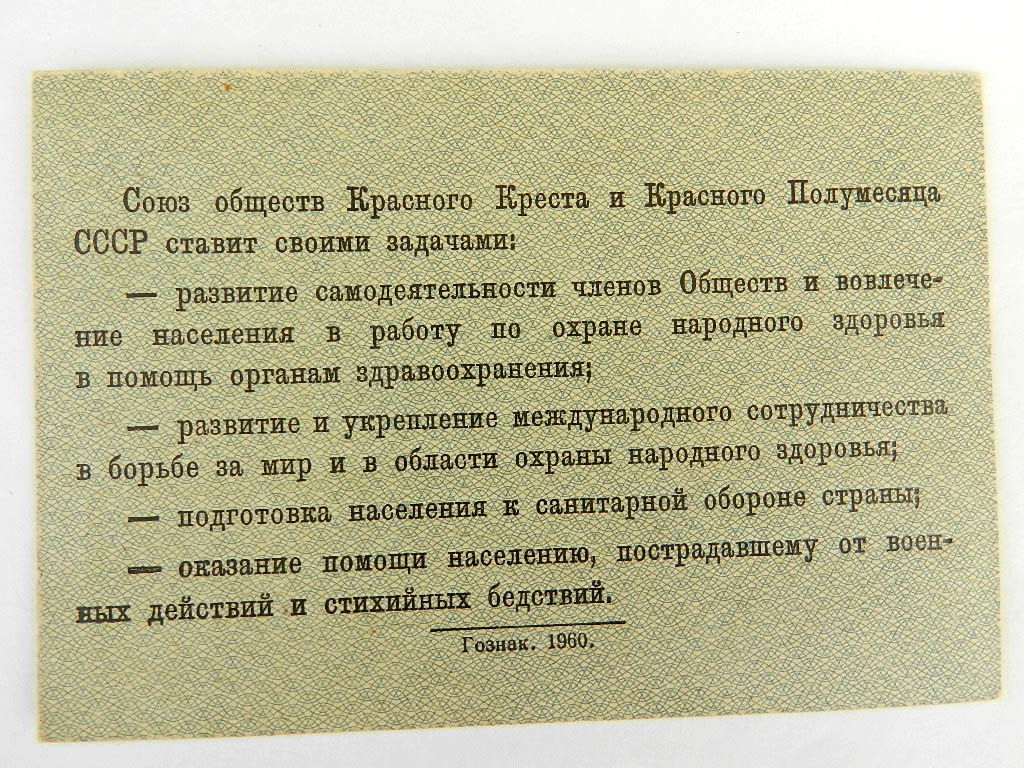 Союз обществ Красного Креста и Красного Полумесяца
СССР ставит своими задачами:
— развитие самодеятельности членов Обществ и вовлече-
ние населения в работу по охране народного здоровья
в помощь органам здравоохранения;
— развитие и укрепление международного сотрудничества
в борьбе за мир и в области охраны народного здоровья;
— подготовка населения к санитарной обороне страны;
— оказание помощи населению, пострадавшему от воен-
ных действий и стихийных бедствий.
Гознак. 1960.